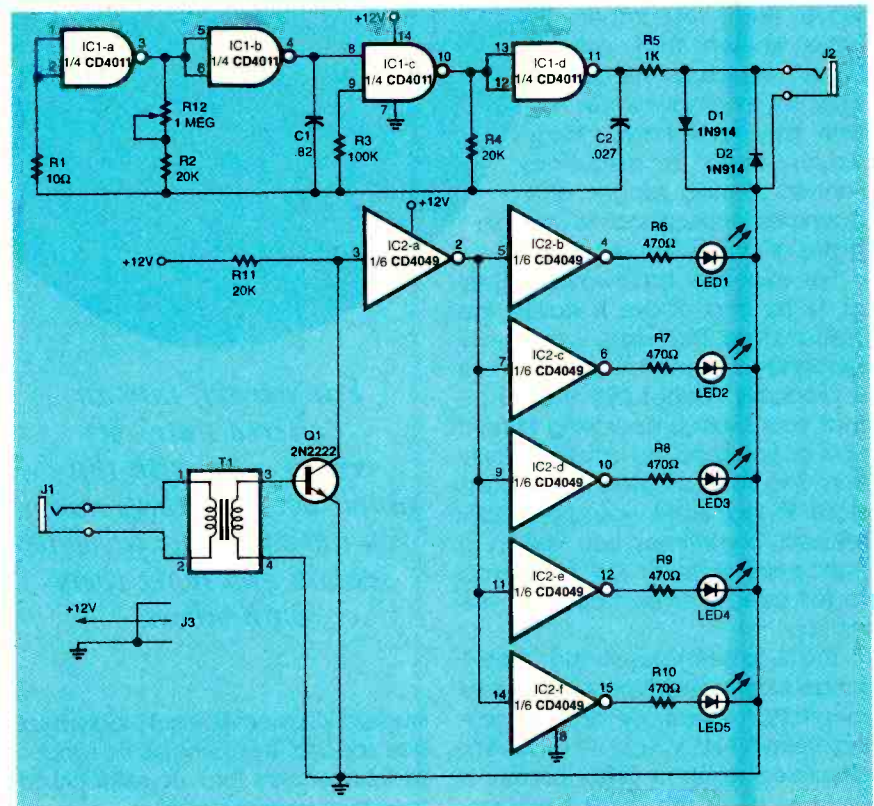 +12V
1
2
3
IC1-a
1/4 CD4011
5
6
4
IC1-b
1/4 CD4011
14
8
9
10
7
IC1-c
1/4 CD4011
13
12
11
IC1-d
1/4 CD4011
R5
1K
J2
R12
1 MEG
C1
.82
R1
10Ω
R2
20K
R3
100K
R4
20K
C2
.027
D1
1N914
D2
1N914
+12V
+12V
R11
20K
3
IC2-a
1/6 CD4049
2
5
IC2-b
1/6 CD4049
4
R6
470Ω
LED1
7
IC2-c
1/6 CD4049
6
R7
470Ω
LED2
9
IC2-d
1/6 CD4049
10
R8
470Ω
LED3
11
IC2-e
1/6 CD4049
12
R9
470Ω
LED4
14
IC2-f
1/6 CD4049
15
8
R10
470Ω
LED5
Q1
2N2222
T1
1
2
3
4
J1
+12V
J3